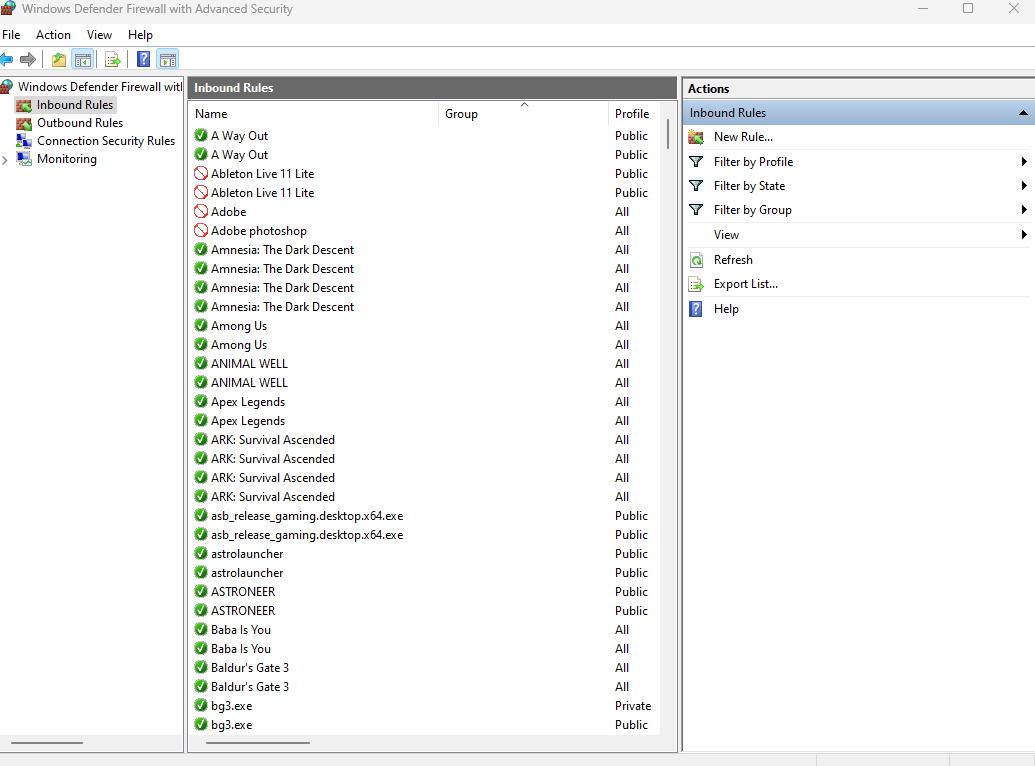 Windows Defender Firewall with Advanced Security
File Action View Help
Windows Defender Firewall witl
Inbound Rules
Outbound Rules
Connection Security Rules
Monitoring
Inbound Rules
Name Group Profile
A Way Out Public
A Way Out Public
Ableton Live 11 Lite Public
Ableton Live 11 Lite Public
Adobe All
Adobe photoshop All
Amnesia: The Dark Descent All
Amnesia: The Dark Descent All
Amnesia: The Dark Descent All
Amnesia: The Dark Descent All
Among Us All
Among Us All
ANIMAL WELL All
ANIMAL WELL All
Apex Legends All
Apex Legends All
ARK: Survival Ascended All
ARK: Survival Ascended All
ARK: Survival Ascended All
ARK: Survival Ascended All
asb_release_gaming.desktop.x64.exe Public
asb_release_gaming.desktop.x64.exe Public
astrolauncher Public
astrolauncher Public
ASTRONEER Public
ASTRONEER Public
Baba Is You All
Baba Is You All
Baldur's Gate 3 All
Baldur's Gate 3 All
bg3.exe Private
bg3.exe Public
Actions
Inbound Rules
New Rule...
Filter by Profile
Filter by State
Filter by Group
View
Refresh
Export List...
Help